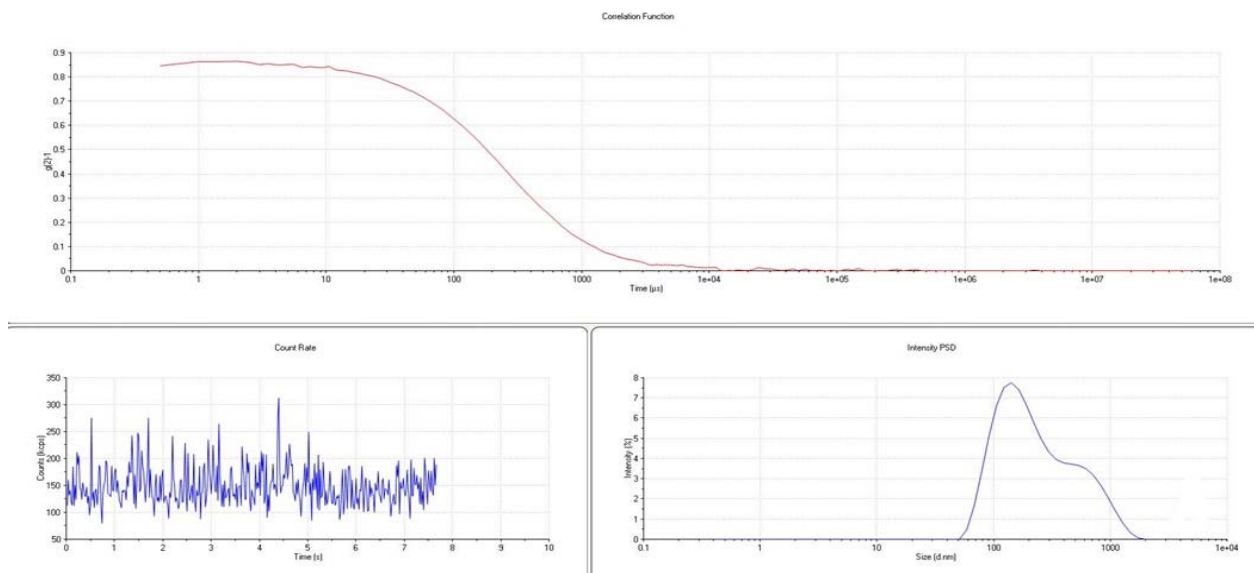 Correlation Function
g(2)-1
0.9
0.8
0.7
0.6
0.5
0.4
0.3
0.2
0.1
0
0.1 1 10 100 1000 1e+04 1e+05 1e+06 1e+07 1e+08
Time (µs)
Count Rate
Counts (kcps)
350
300
250
200
150
100
50
0 1 2 3 4 5 6 7 8 9 10
Time (s)
Intensity PSD
Intensity (%)
8
7
6
5
4
3
2
1
0
0.1 1 10 100 1000 1e+04
Size (d.nm)